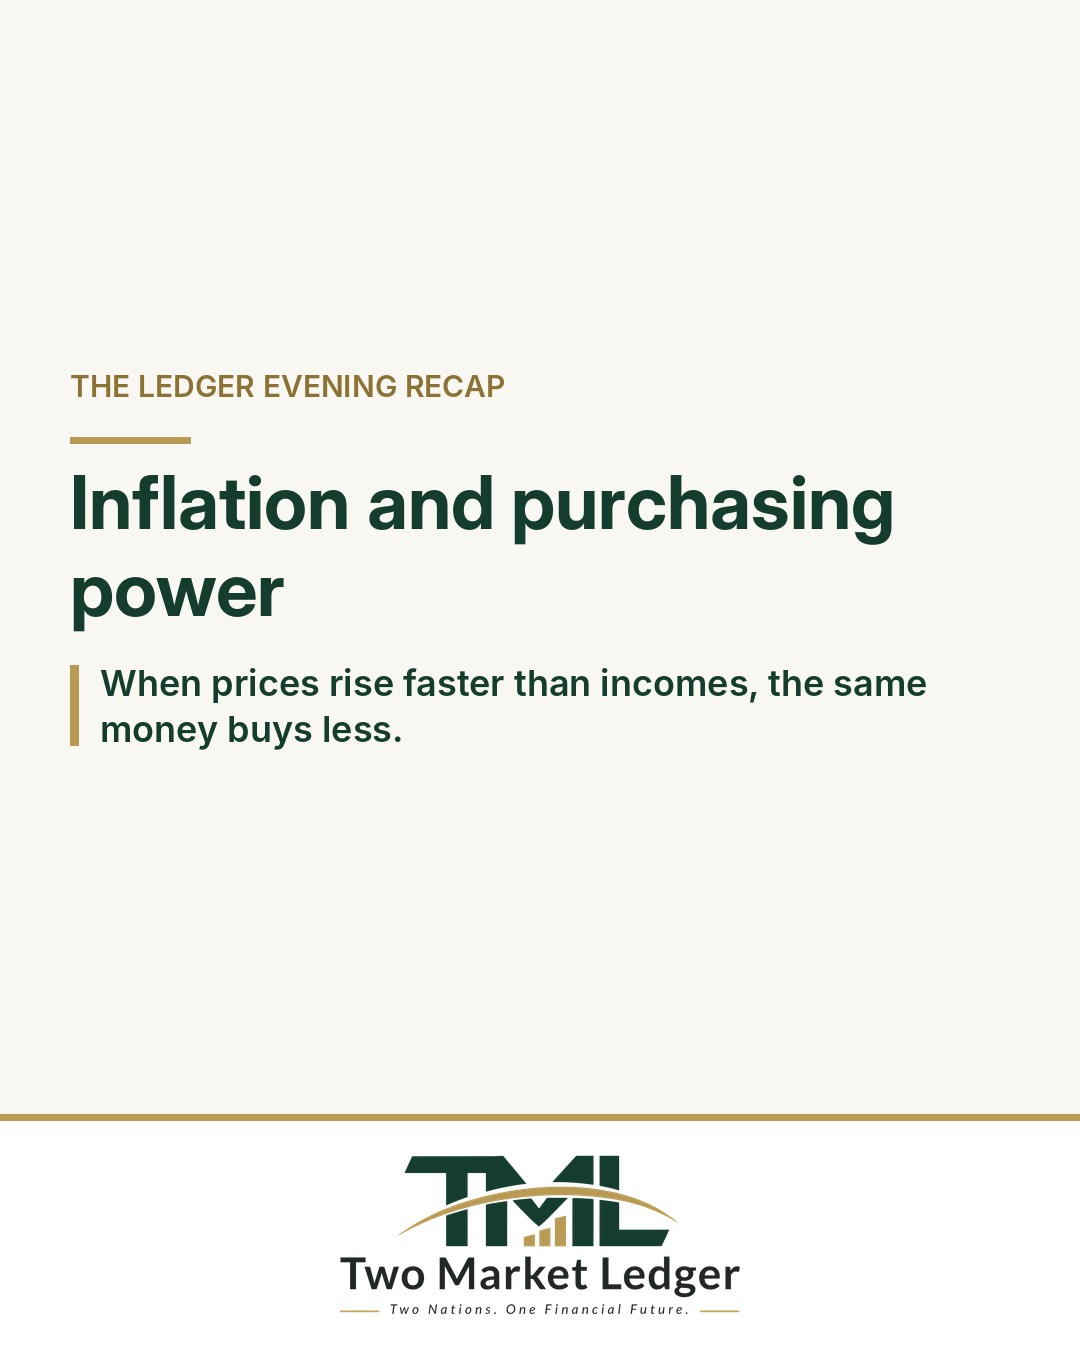 THE LEDGER EVENING RECAP
Inflation and purchasing
power
When prices rise faster than incomes, the same
money buys less.
TML
Two Market Ledger
Two Nations. One Financial Future.